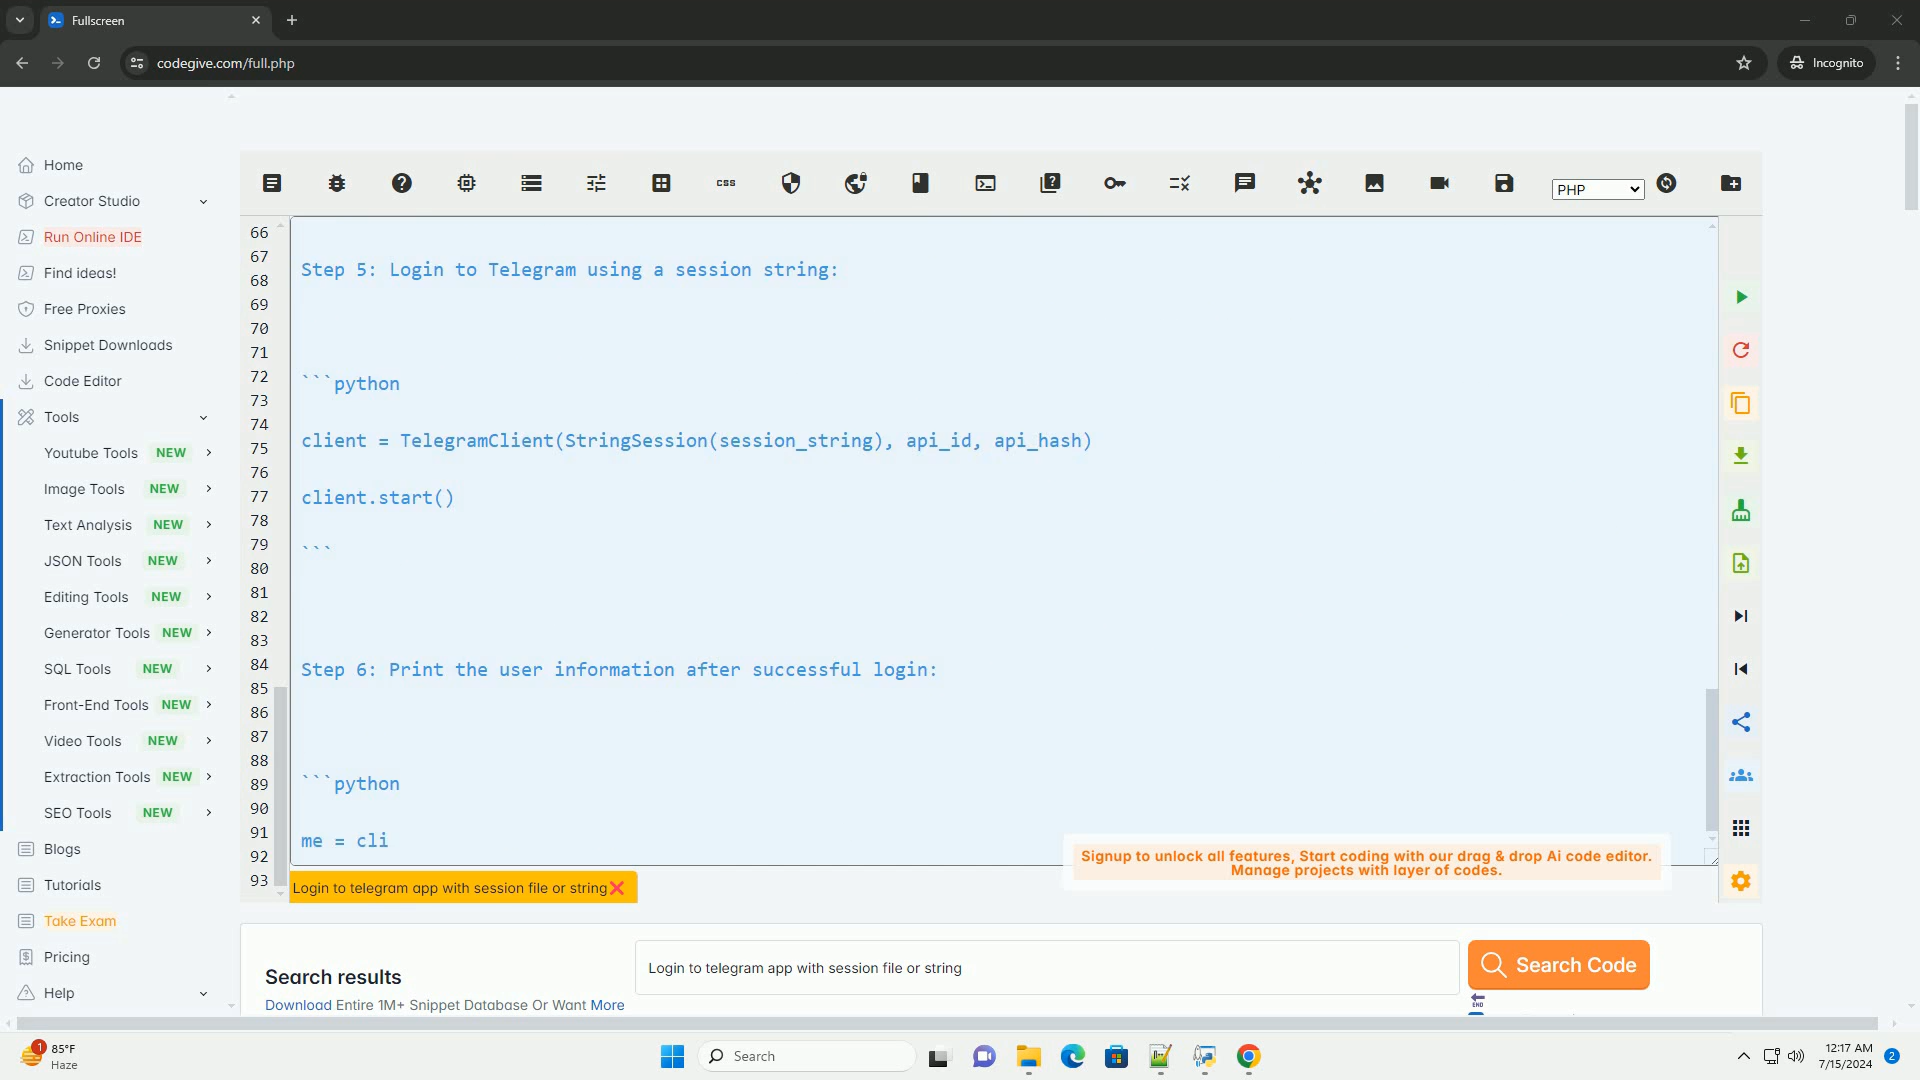 Fullscreen
codegive.com/full.php
Incognito
Home
Creator Studio
Run Online IDE
Find ideas!
Free Proxies
Snippet Downloads
Code Editor
Tools
Youtube Tools NEW
Image Tools NEW
Text Analysis NEW
JSON Tools NEW
Editing Tools NEW
Generator Tools NEW
SQL Tools NEW
Front-End Tools NEW
Video Tools NEW
Extraction Tools NEW
SEO Tools NEW
Blogs
Tutorials
Take Exam
Pricing
Help
css
PHP
66
67
68
69
70
71
72
73
74
75
76
77
78
79
80
81
82
83
84
85
86
87
88
89
90
91
92
93
Step 5: Login to Telegram using a session string:
```python
client = TelegramClient(StringSession(session_string), api_id, api_hash)
client.start()
```
Step 6: Print the user information after successful login:
```python
me = cli
Signup to unlock all features, Start coding with our drag & drop Ai code editor.
Manage projects with layer of codes.
Login to telegram app with session file or string
Search results
Download Entire 1M+ Snippet Database Or Want More
Login to telegram app with session file or string
Search Code
END
1
85°F
Haze
Search
12:17 AM
7/15/2024
2